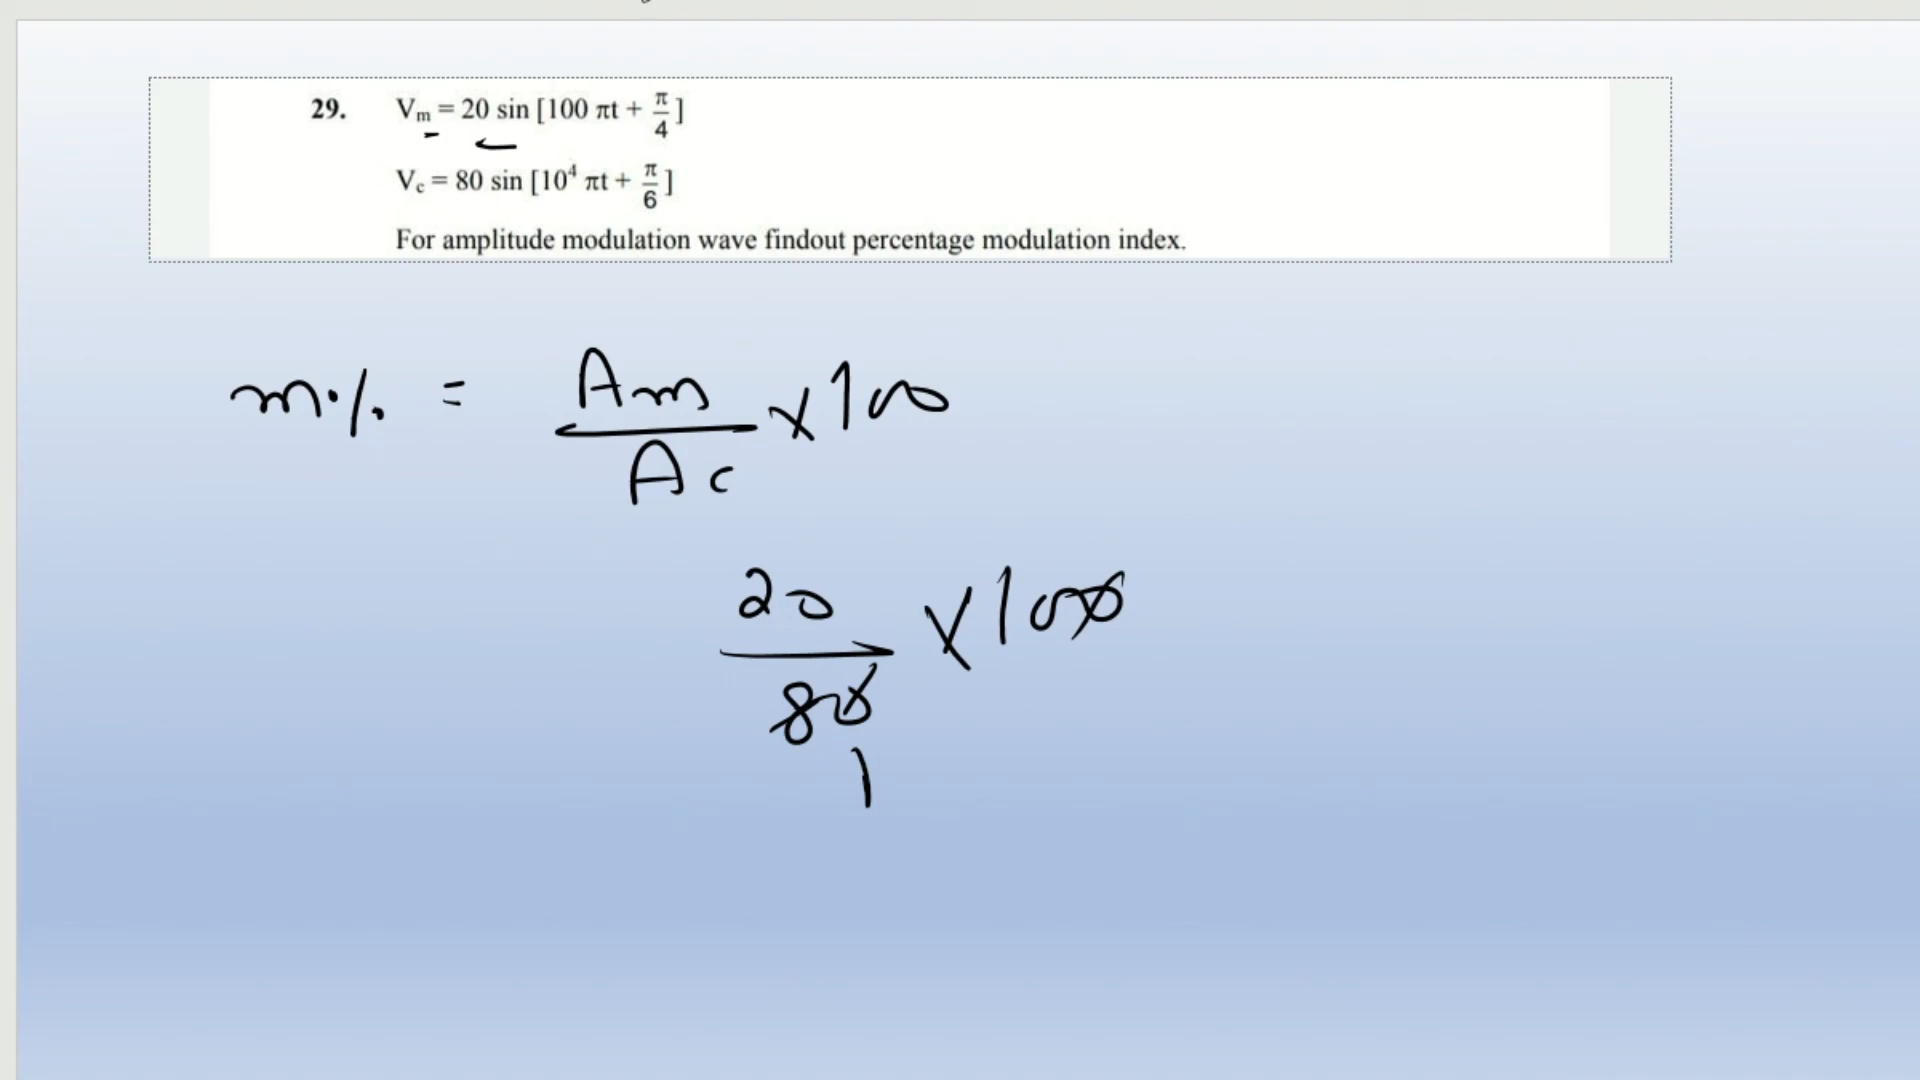 29. Vm = 20 sin [100 πt + π/4]
Vc = 80 sin [10⁴ πt + π/6]
For amplitude modulation wave findout percentage modulation index.
m% = Am/Ac × 100
20/80 × 100
1